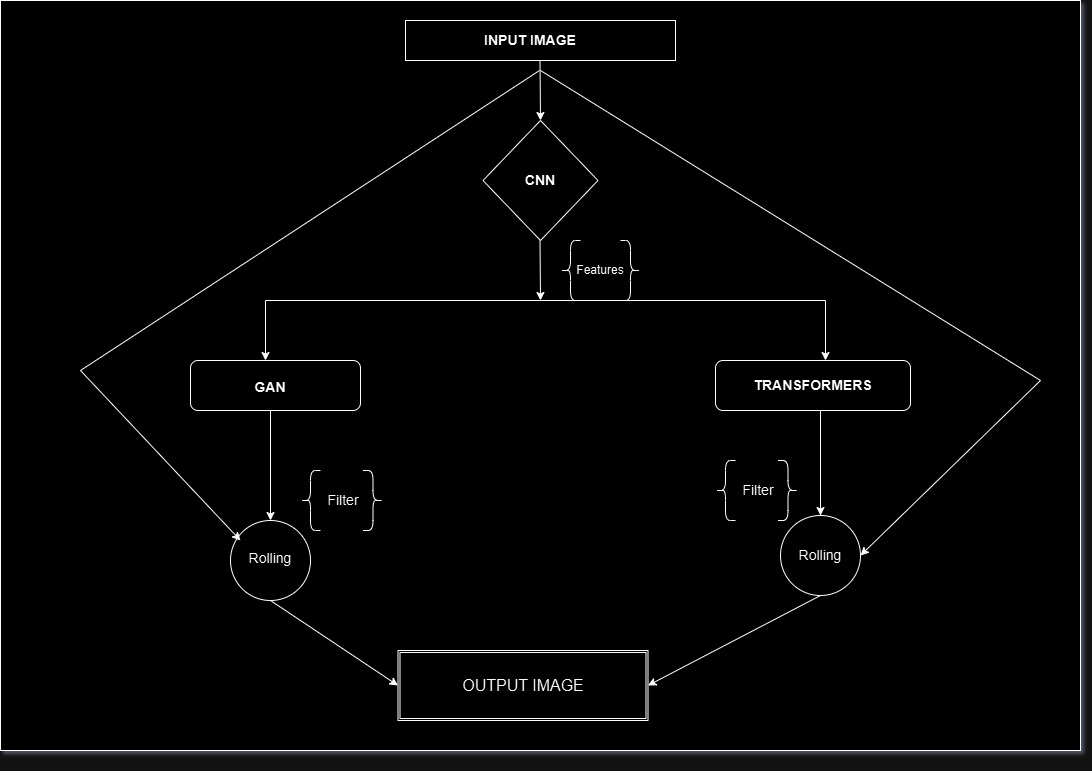 INPUT IMAGE
CNN
Features
GAN
TRANSFORMERS
Filter
Filter
Rolling
Rolling
OUTPUT IMAGE